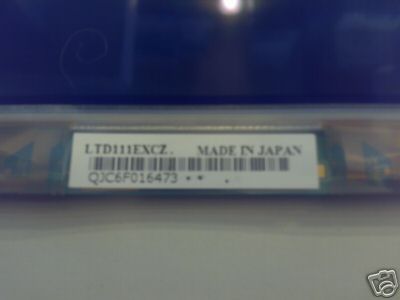 LTD111EXCZ. MADE IN JAPAN
QJC6F016473